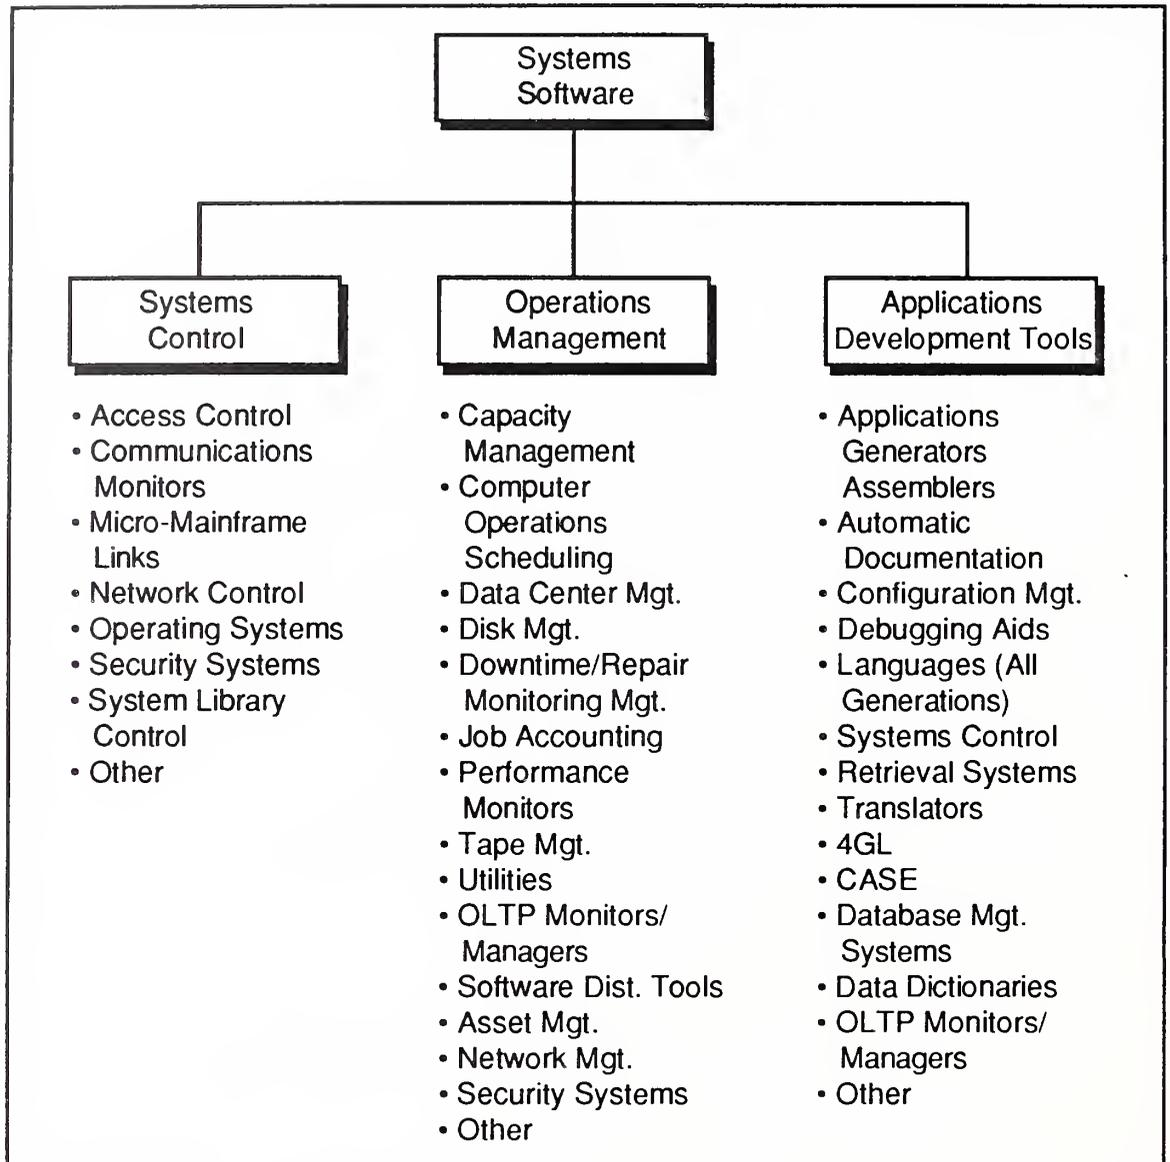 Systems
Software
Systems
Control
• Access Control
• Communications
Monitors
• Micro-Mainframe
Links
• Network Control
• Operating Systems
• Security Systems
• System Library
Control
• Other
Operations
Management
• Capacity
Management
• Computer
Operations
Scheduling
• Data Center Mgt.
• Disk Mgt.
• Downtime/Repair
Monitoring Mgt.
• Job Accounting
• Performance
Monitors
• Tape Mgt.
• Utilities
• OLTP Monitors/
Managers
• Software Dist. Tools
• Asset Mgt.
• Network Mgt.
• Security Systems
• Other
Applications
Development Tools
• Applications
Generators
Assemblers
• Automatic
Documentation
• Configuration Mgt.
• Debugging Aids
• Languages (All
Generations)
• Systems Control
• Retrieval Systems
• Translators
• 4GL
• CASE
• Database Mgt.
Systems
• Data Dictionaries
• OLTP Monitors/
Managers
• Other